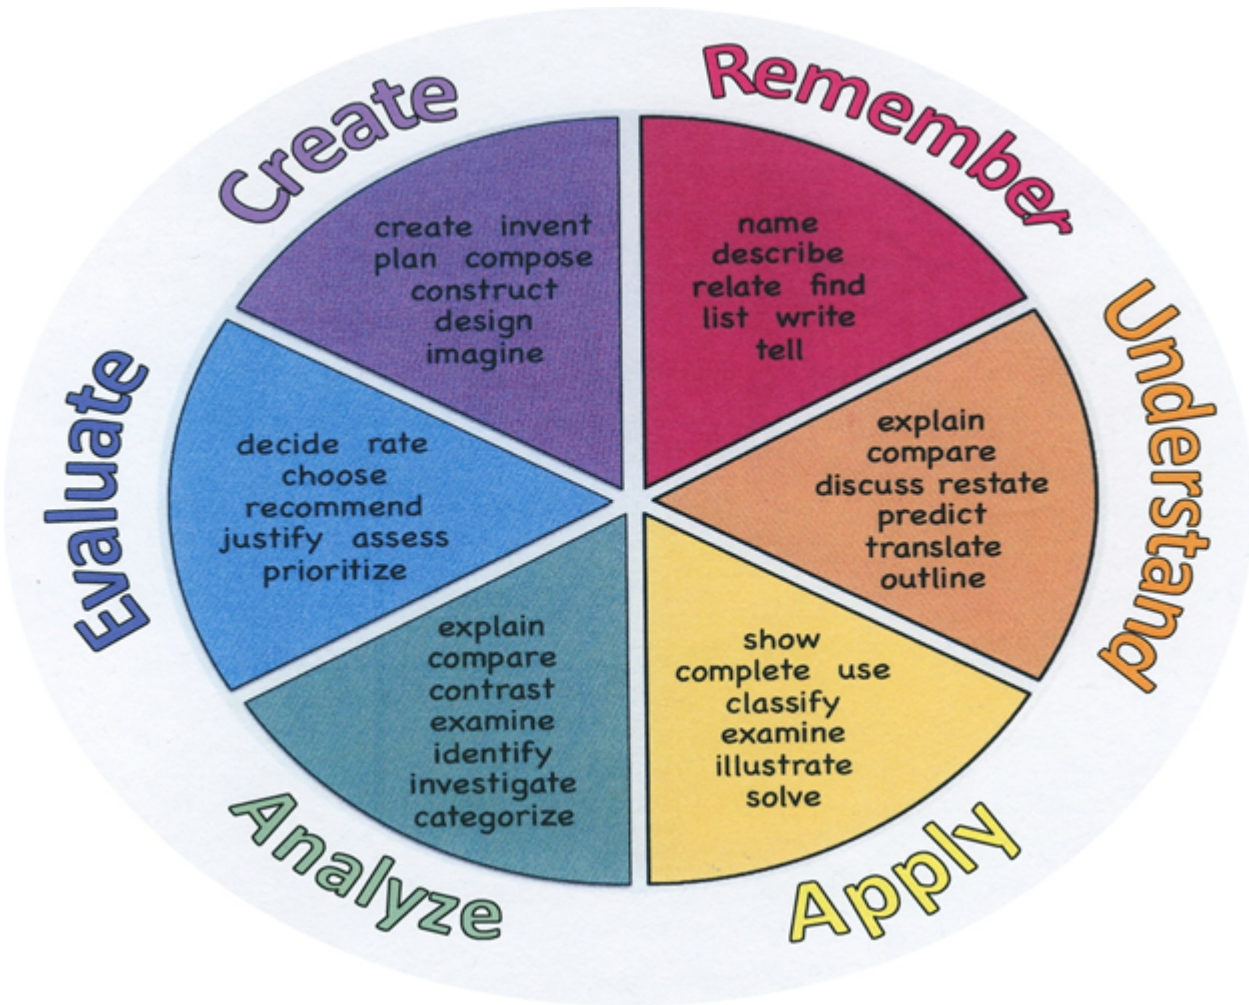 Remember
name
describe
relate find
list write
tell
Understand
explain
compare
discuss restate
predict
translate
outline
Apply
show
complete use
classify
examine
illustrate
solve
Analyze
explain
compare
contrast
examine
identify
investigate
categorize
Evaluate
decide rate
choose
recommend
justify assess
prioritize
Create
create invent
plan compose
construct
design
imagine